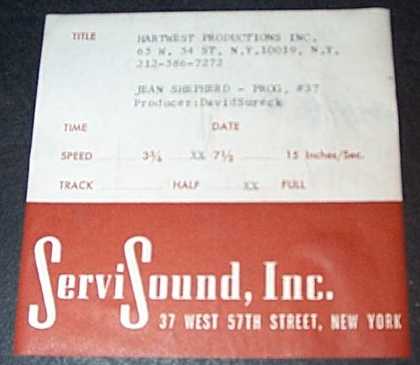 TITLE HARTWEST PRODUCTIONS INC.
65 W. 54 ST, N.Y.10019, N.Y.
212-586-7272
JEAN SHEPHERD - PROG, #37
Producer:DavidSureck
TIME DATE
SPEED 3¾ XX 7½ 15 Inches/Sec.
TRACK HALF XX FULL
ServiSound, Inc.
37 WEST 57TH STREET, NEW YORK